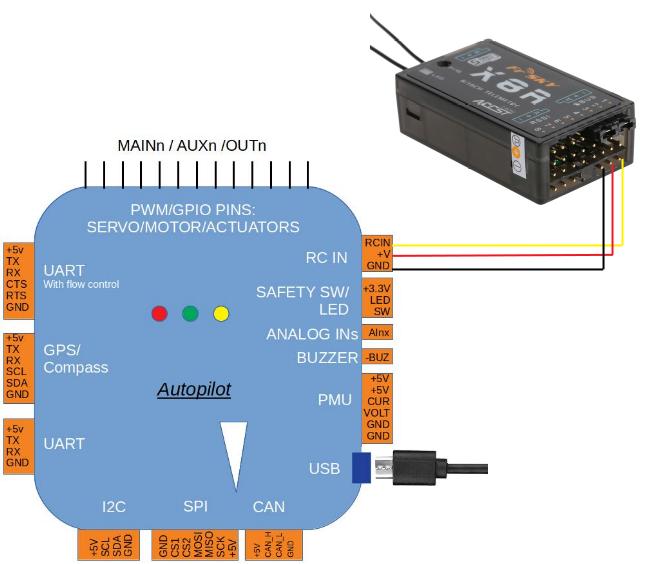 FrSKY
X8R
ACCST
MAINn / AUXn /OUTn
PWM/GPIO PINS:
SERVO/MOTOR/ACTUATORS
+5v
TX
RX
CTS
RTS
GND
UART
With flow control
RC IN
RCIN
+V
GND
SAFETY SW/
LED
+3.3V
LED
SW
ANALOG INs
AInx
BUZZER
-BUZ
+5V
TX
RX
SCL
SDA
GND
GPS/
Compass
Autopilot
PMU
+5V
+5V
CUR
VOLT
GND
GND
+5v
TX
RX
GND
UART
USB
I2C
SPI
CAN
+5V
SCL
SDA
GND
GND
CS1
CS2
MOSI
MISO
SCK
+5V
+5V
CAN_H
CAN_L
GND